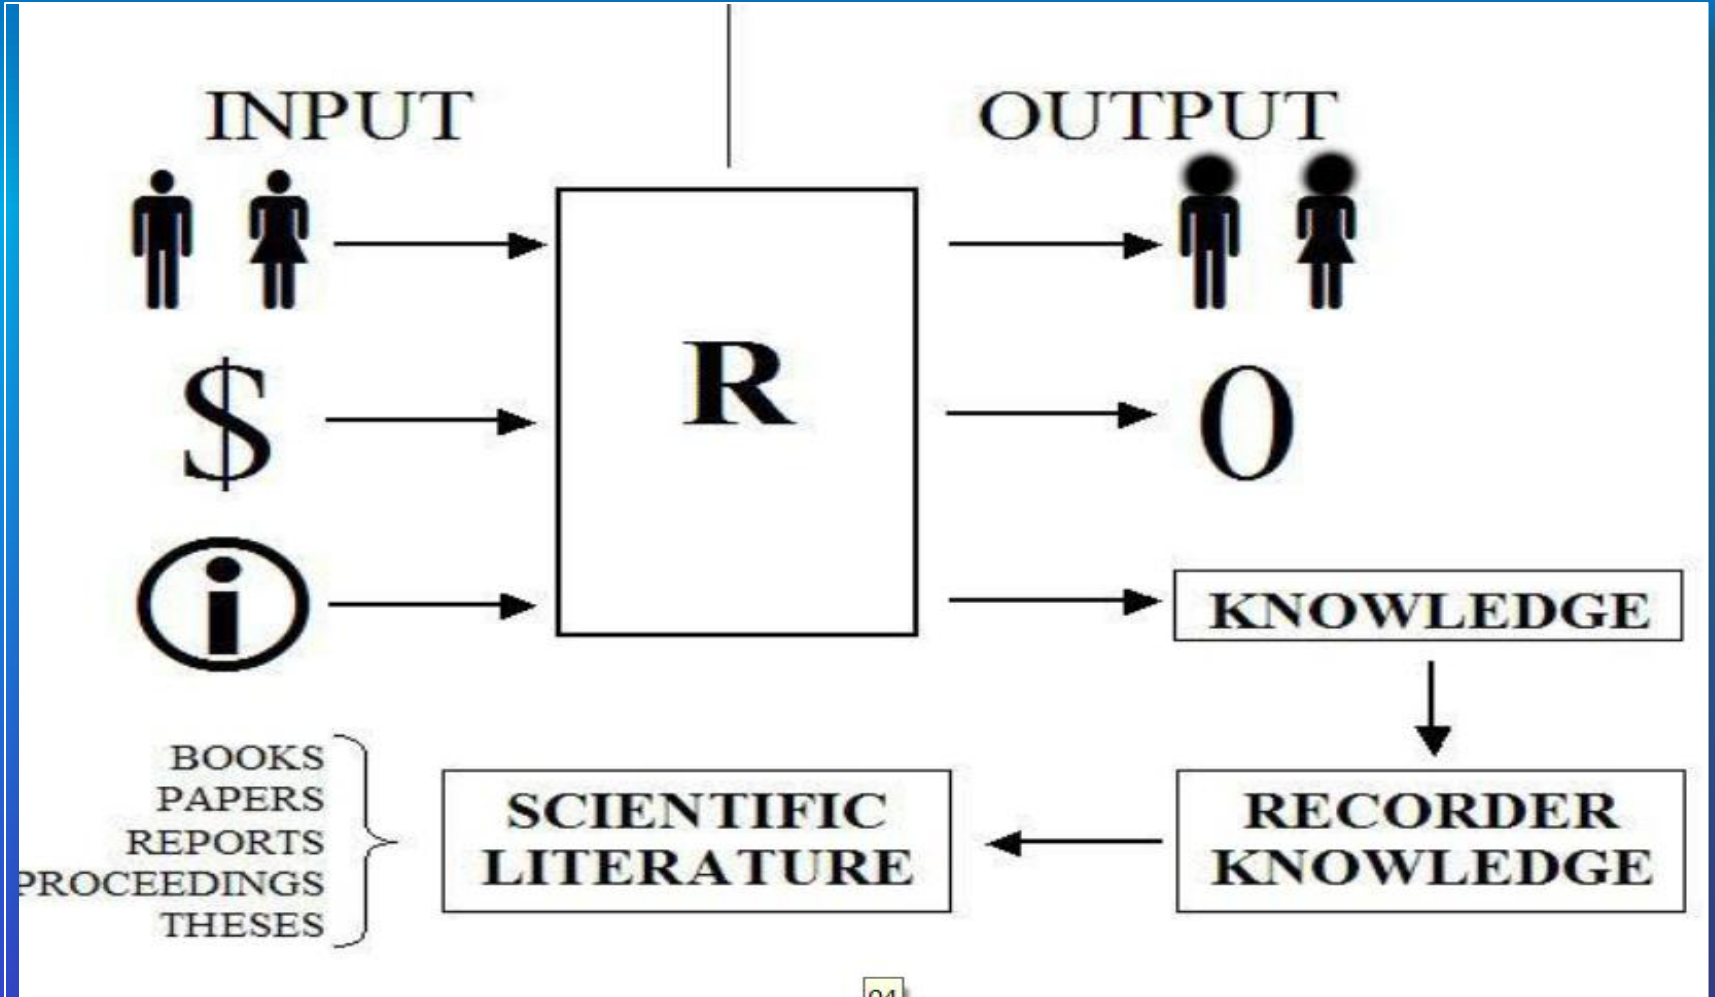 INPUT
OUTPUT
R
$
0
i
KNOWLEDGE
BOOKS
PAPERS
REPORTS
PROCEEDINGS
THESES
SCIENTIFIC
LITERATURE
RECORDER
KNOWLEDGE